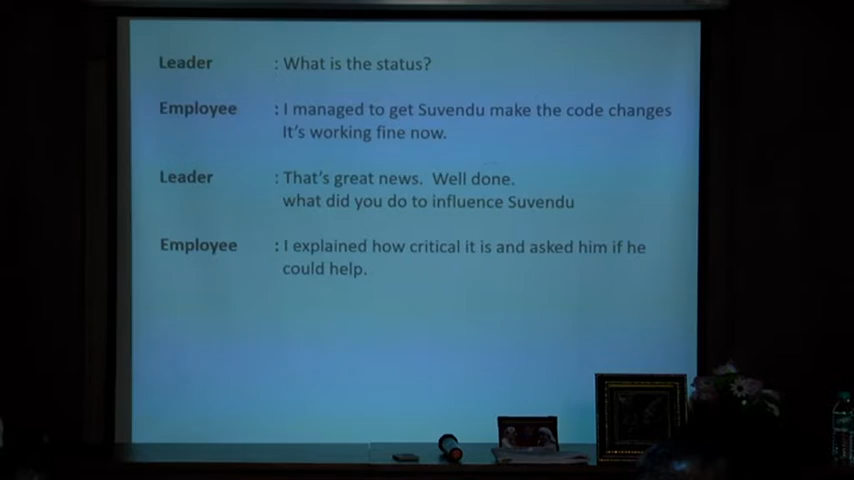 Leader : What is the status?
Employee : I managed to get Suvendu make the code changes
It's working fine now.
Leader : That's great news. Well done.
what did you do to influence Suvendu
Employee : I explained how critical it is and asked him if he
could help.